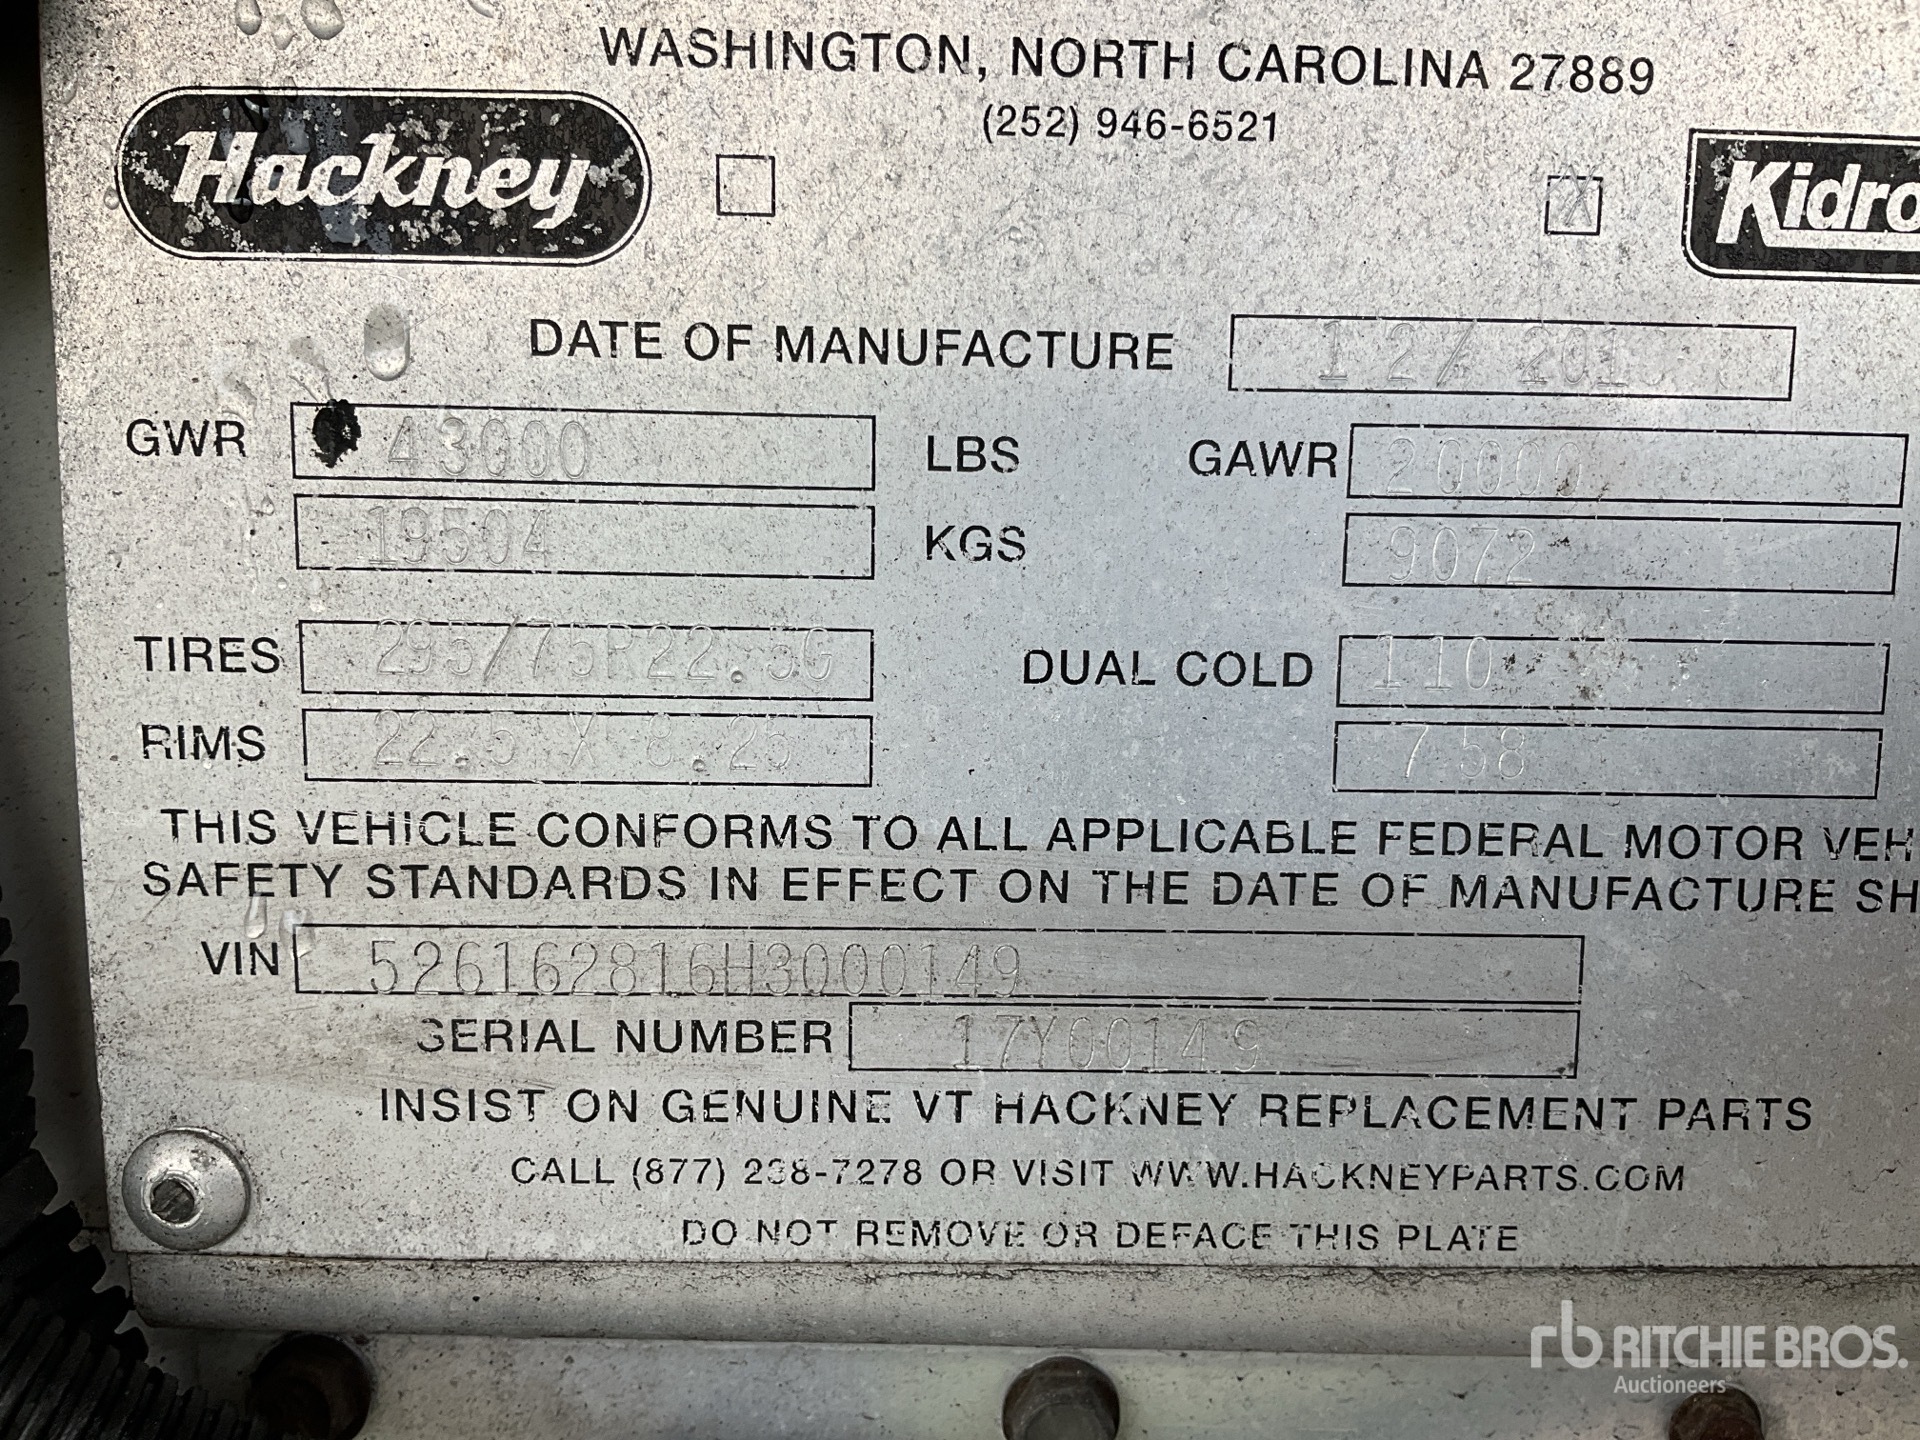 WASHINGTON, NORTH CAROLINA 27889
(252) 946-6521
Hackney X Kidro
DATE OF MANUFACTURE
GWR 43000 LBS GAWR 20000
19504 KGS 9072
TIRES 295/75R22.5G DUAL COLD 110
RIMS 22.5 X 8.25 758
THIS VEHICLE CONFORMS TO ALL APPLICABLE FEDERAL MOTOR VEH
SAFETY STANDARDS IN EFFECT ON THE DATE OF MANUFACTURE SH
VIN 526162816H3000149
SERIAL NUMBER 17Y00149
INSIST ON GENUINE VT HACKNEY REPLACEMENT PARTS
CALL (877) 238-7278 OR VISIT WWW.HACKNEYPARTS.COM
DO NOT REMOVE OR DEFACE THIS PLATE
rb RITCHIE BROS.
Auctioneers